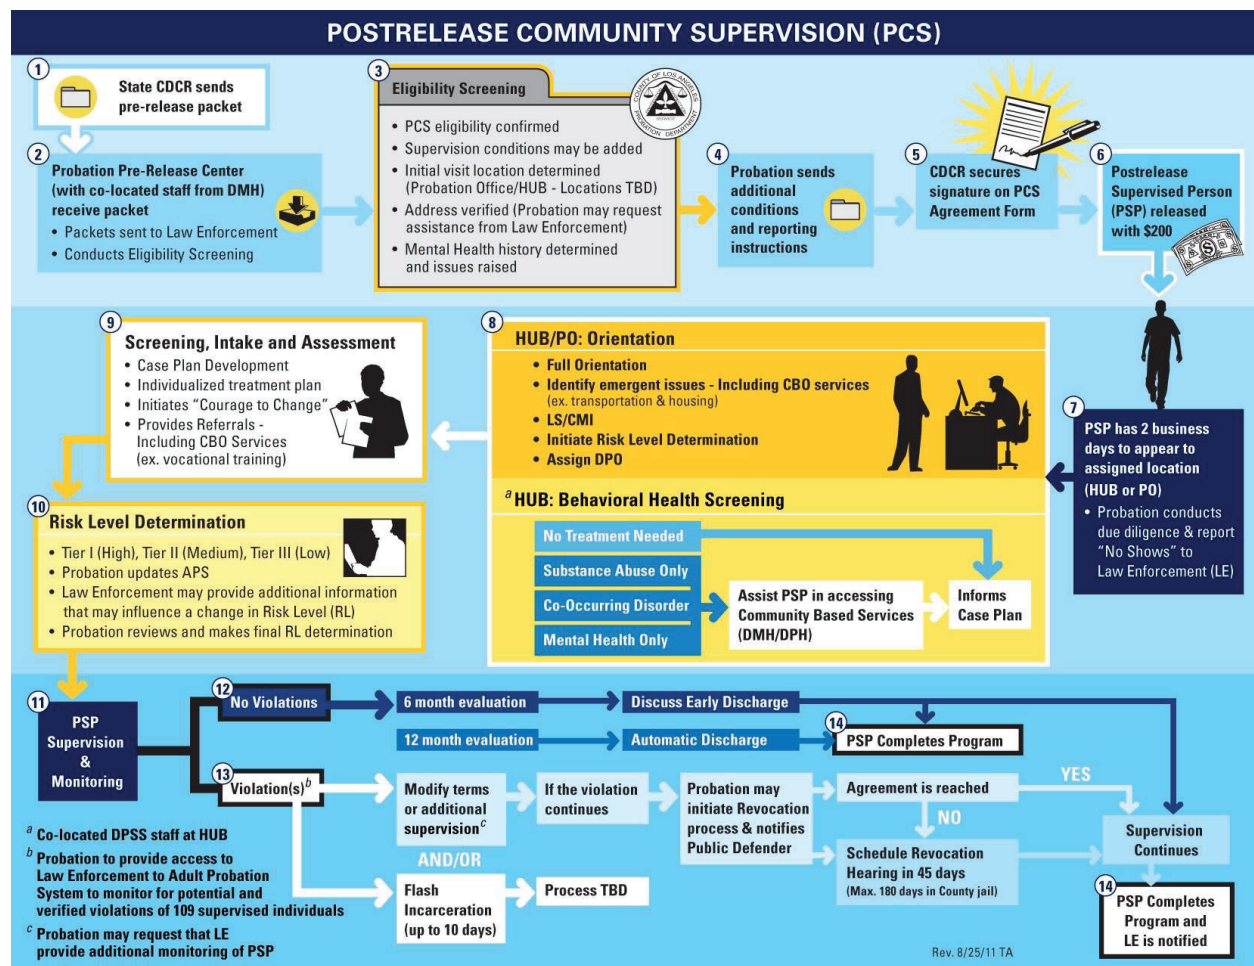 POSTRELEASE COMMUNITY SUPERVISION (PCS)
1
State CDCR sends
pre-release packet
2
Probation Pre-Release Center
(with co-located staff from DMH)
receive packet
• Packets sent to Law Enforcement
• Conducts Eligibility Screening
3
Eligibility Screening
COUNTY OF LOS ANGELES
PROBATION DEPARTMENT
• PCS eligibility confirmed
• Supervision conditions may be added
• Initial visit location determined
(Probation Office/HUB - Locations TBD)
• Address verified (Probation may request
assistance from Law Enforcement)
• Mental Health history determined
and issues raised
4
Probation sends
additional
conditions
and reporting
instructions
5
CDCR secures
signature on PCS
Agreement Form
6
Postrelease
Supervised Person
(PSP) released
with $200
7
PSP has 2 business
days to appear to
assigned location
(HUB or PO)
• Probation conducts
due diligence & report
“No Shows” to
Law Enforcement (LE)
8
HUB/PO: Orientation
• Full Orientation
• Identify emergent issues - Including CBO services
(ex. transportation & housing)
• LS/CMI
• Initiate Risk Level Determination
• Assign DPO
a HUB: Behavioral Health Screening
No Treatment Needed
Substance Abuse Only
Co-Occurring Disorder
Mental Health Only
Assist PSP in accessing
Community Based Services
(DMH/DPH)
Informs
Case Plan
9
Screening, Intake and Assessment
• Case Plan Development
• Individualized treatment plan
• Initiates “Courage to Change”
• Provides Referrals -
Including CBO Services
(ex. vocational training)
10
Risk Level Determination
• Tier I (High), Tier II (Medium), Tier III (Low)
• Probation updates APS
• Law Enforcement may provide additional information
that may influence a change in Risk Level (RL)
• Probation reviews and makes final RL determination
11
PSP
Supervision
&
Monitoring
12
No Violations
6 month evaluation
Discuss Early Discharge
12 month evaluation
Automatic Discharge
14
PSP Completes Program
13
Violation(s) b
Modify terms
or additional
supervision c
If the violation
continues
Probation may
initiate Revocation
process & notifies
Public Defender
Agreement is reached
YES
NO
Schedule Revocation
Hearing in 45 days
(Max. 180 days in County jail)
Supervision
Continues
14
PSP Completes
Program and
LE is notified
AND/OR
Flash
Incarceration
(up to 10 days)
Process TBD
a Co-located DPSS staff at HUB
b Probation to provide access to
Law Enforcement to Adult Probation
System to monitor for potential and
verified violations of 109 supervised individuals
c Probation may request that LE
provide additional monitoring of PSP
Rev. 8/25/11 TA